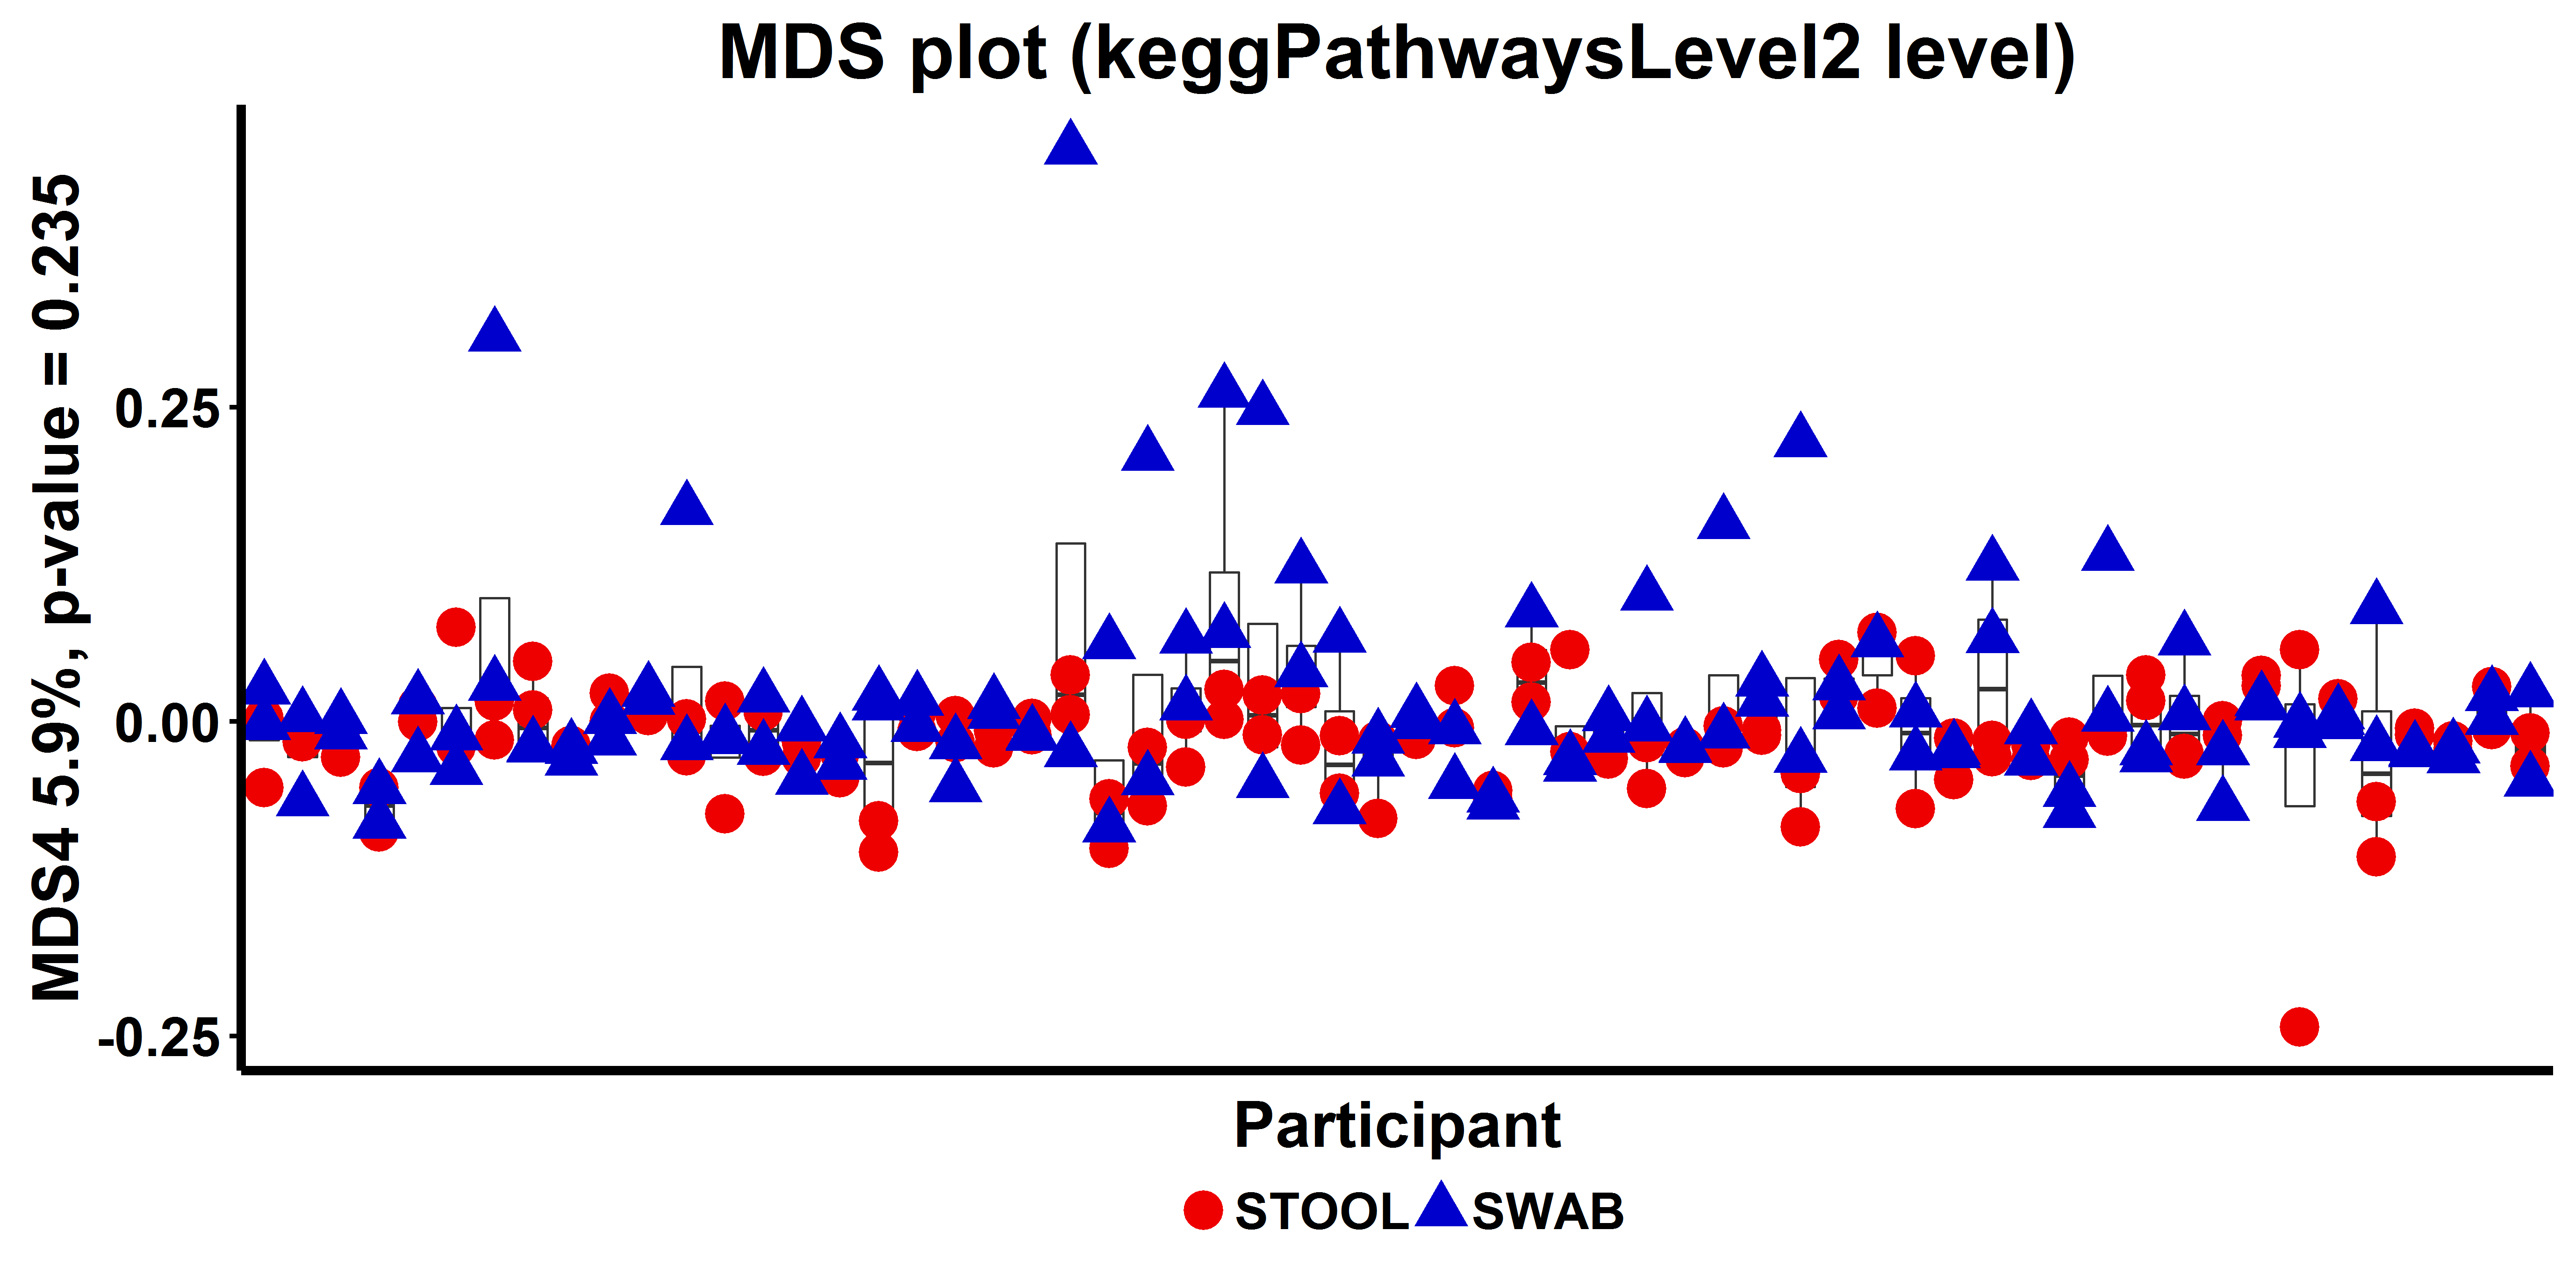 MDS plot (keggPathwaysLevel2 level)
MDS4 5.9%, p-value = 0.235
0.25
0.00
-0.25
Participant
STOOL SWAB